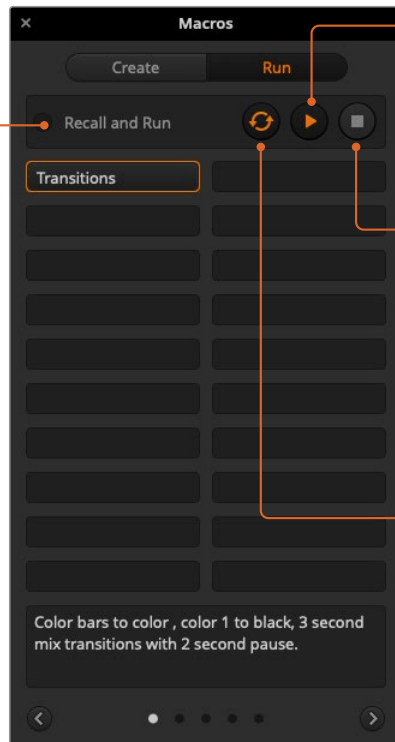 Macros
Create
Run
Recall and Run
Transitions
Color bars to color , color 1 to black, 3 second
mix transitions with 2 second pause.